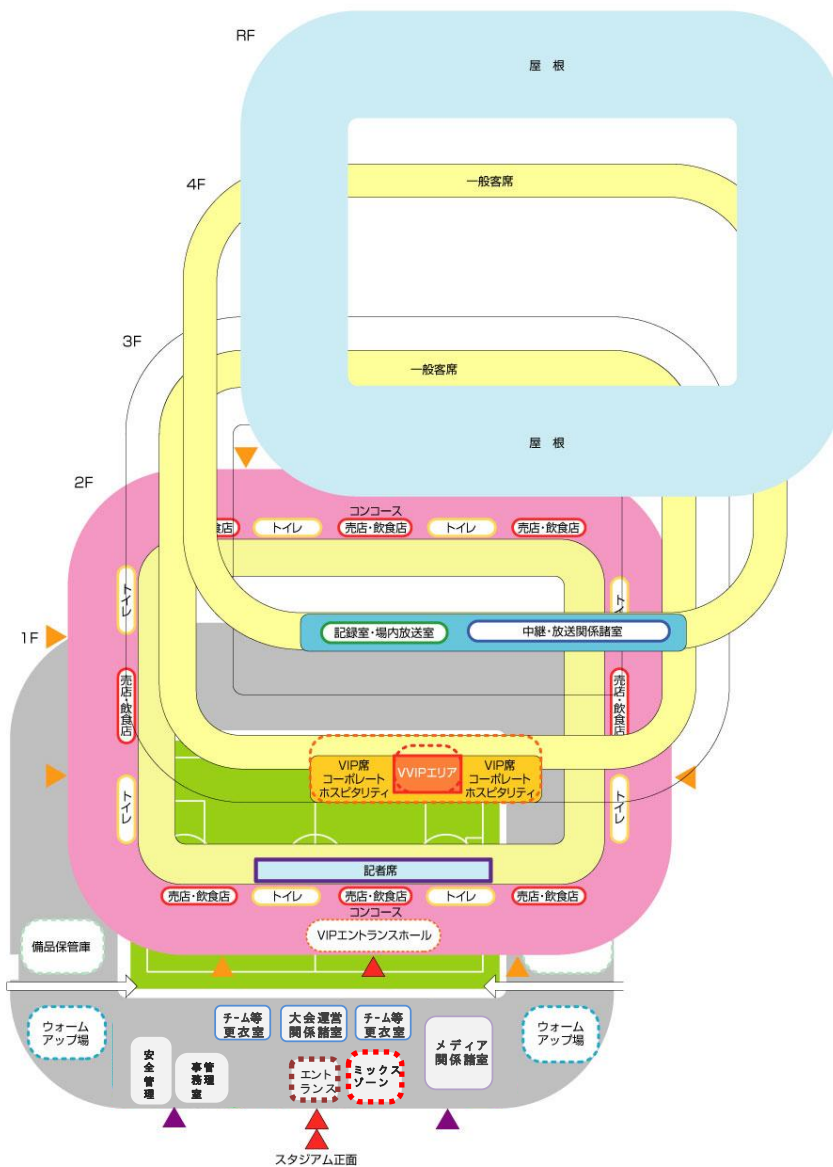 RF
屋 根
4F
一般客席
3F
一般客席
屋 根
2F
コンコース
食店
トイレ
売店・飲食店
トイレ
売店・飲食店
トイレ
トイ
1F
記録室・場内放送室
中継・放送関係諸室
売店・飲食店
売店・飲食店
VIP席
コーポレート
ホスピタリティ
VVIPエリア
VIP席
コーポレート
ホスピタリティ
トイレ
トイレ
記者席
売店・飲食店
トイレ
売店・飲食店
トイレ
売店・飲食店
コンコース
VIPエントランスホール
備品保管庫
ウォーム
アップ場
チーム等
更衣室
大会運営
関係諸室
チーム等
更衣室
メディア
関係諸室
ウォーム
アップ場
安全管理
管理
事務室
エント
ランス
ミックス
ゾーン
スタジアム正面